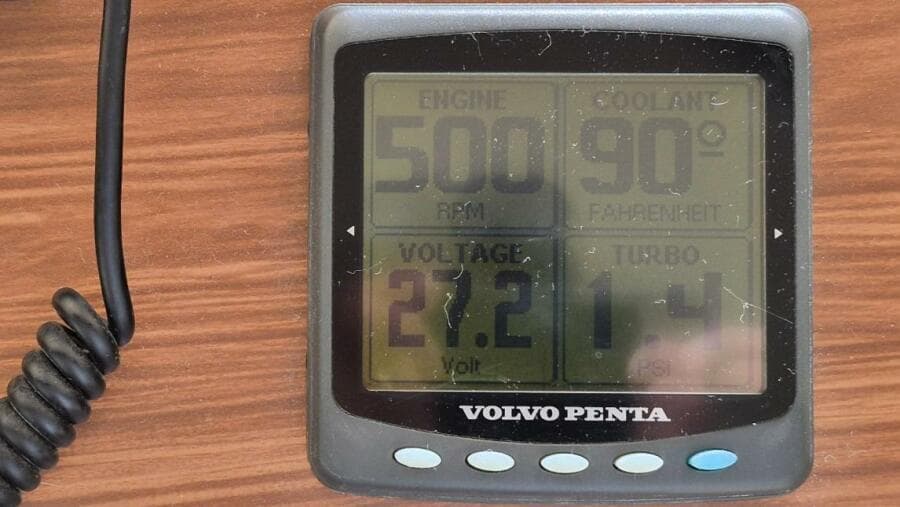 ENGINE
500
RPM
COOLANT
90°
FAHRENHEIT
VOLTAGE
27.2
Volt
TURBO
1.4
PSI
VOLVO PENTA